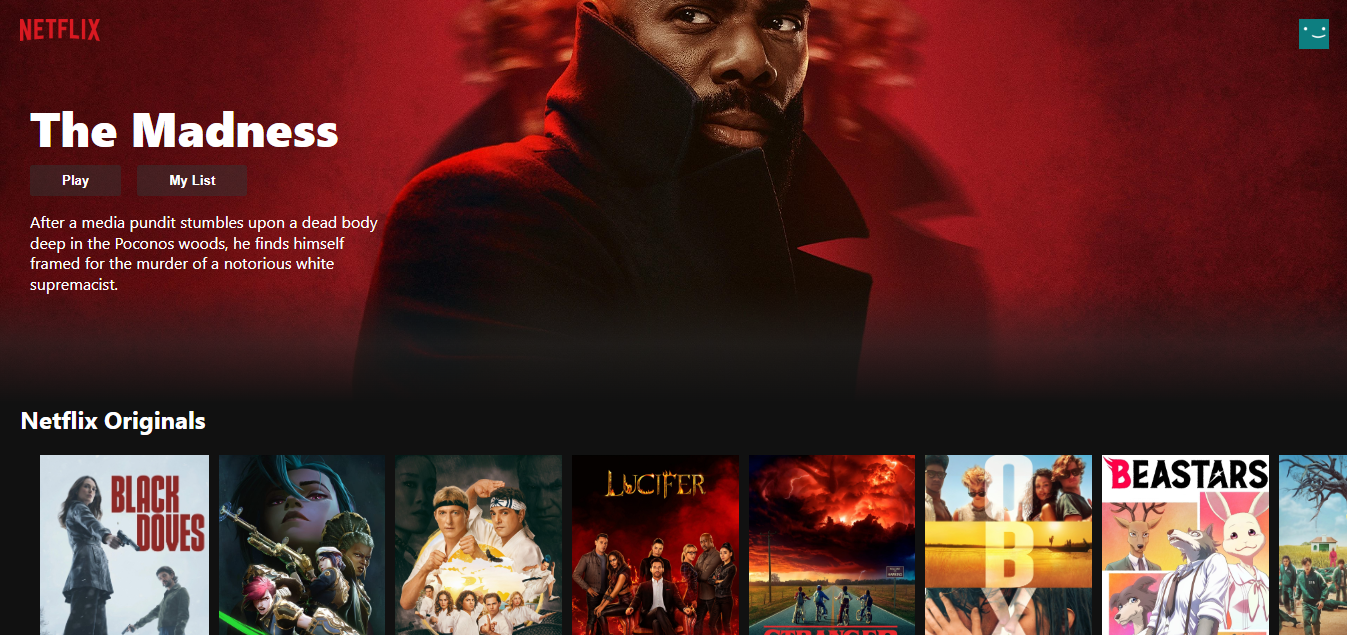 NETFLIX
The Madness
Play
My List
After a media pundit stumbles upon a dead body
deep in the Poconos woods, he finds himself
framed for the murder of a notorious white
supremacist.
Netflix Originals
BLACK
DOVES
LUCIFER
STRANGER
O
B
X
BEASTARS